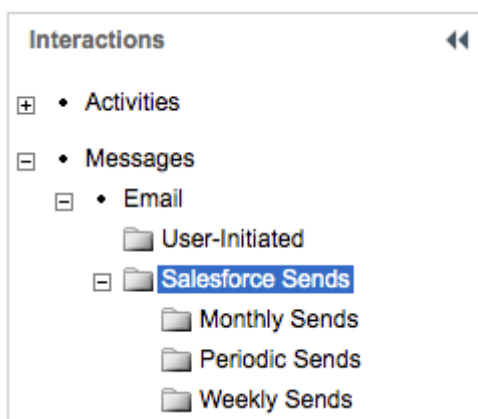 Interactions
Activities
Messages
Email
User-Initiated
Salesforce Sends
Monthly Sends
Periodic Sends
Weekly Sends